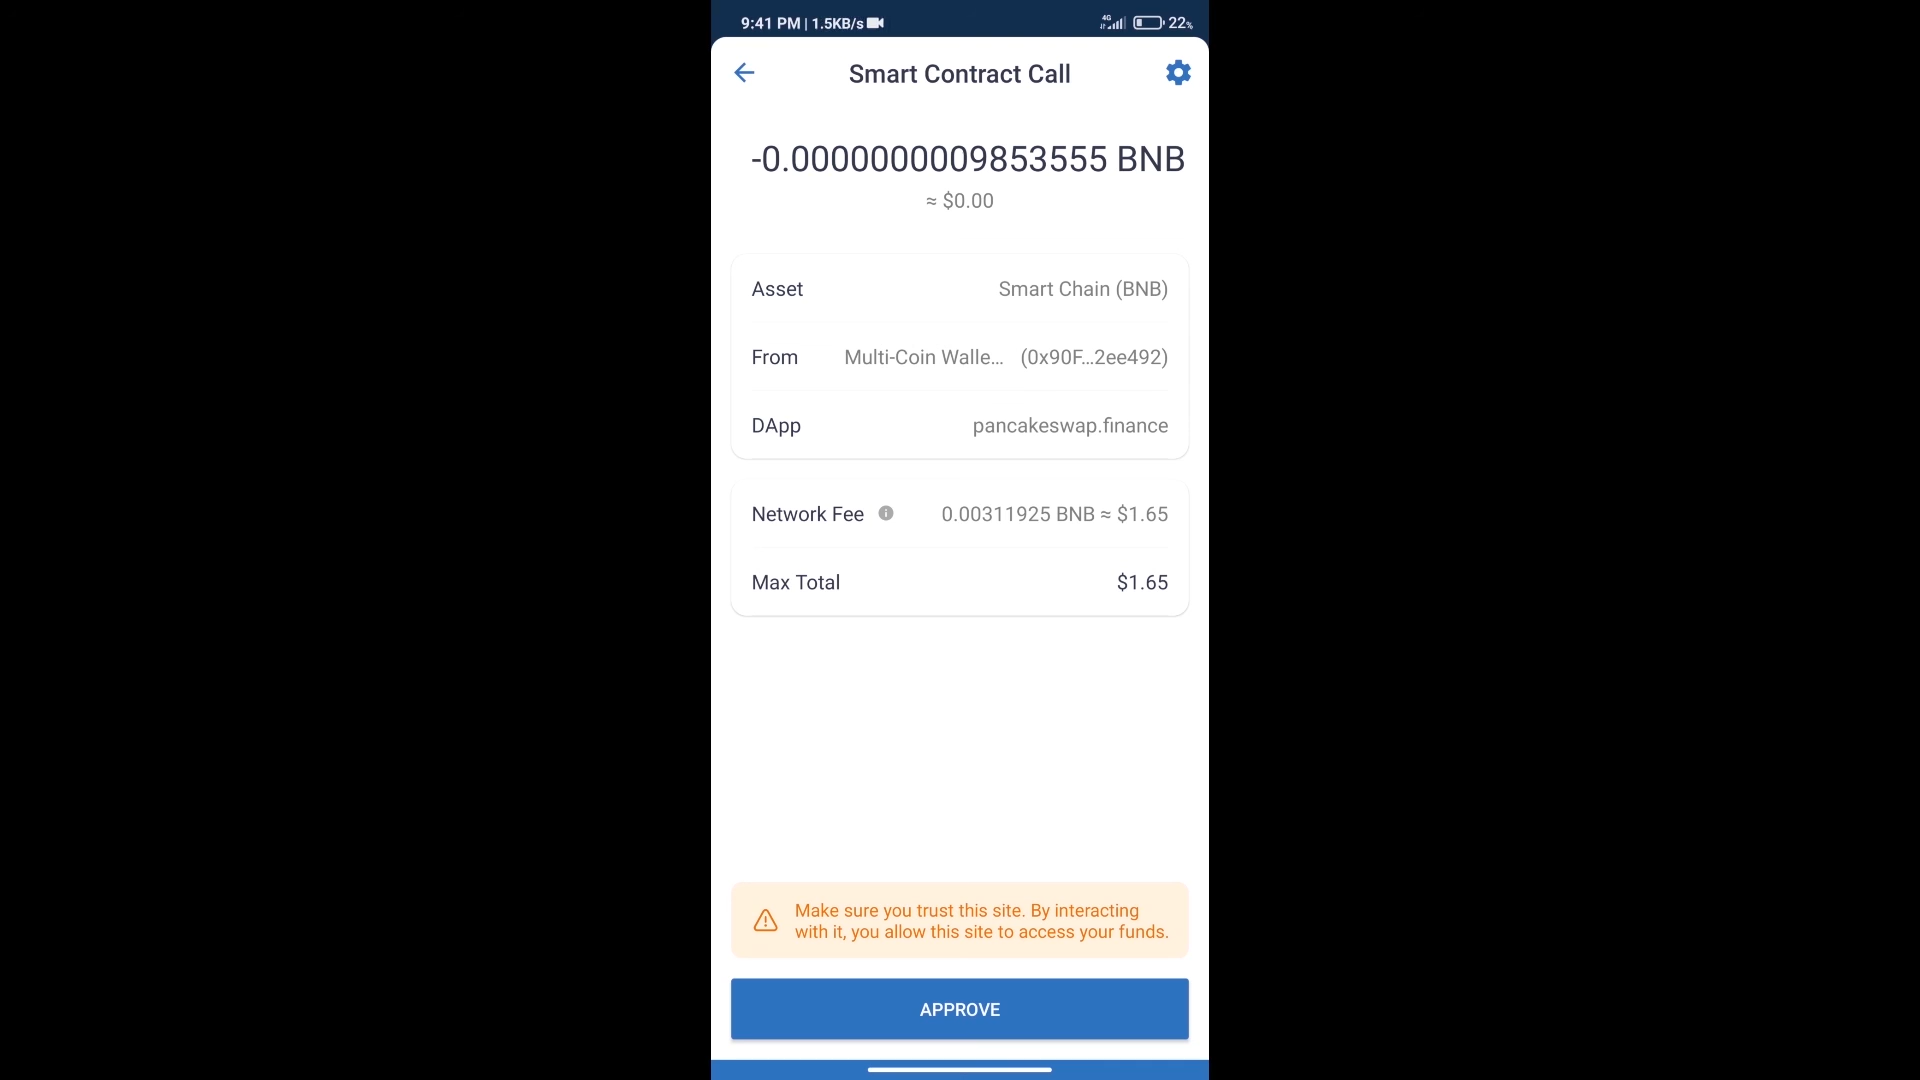 9:41 PM | 1.5KB/s 4G 22%
Smart Contract Call
-0.0000000009853555 BNB
≈ $0.00
Asset Smart Chain (BNB)
From Multi-Coin Walle... (0x90F...2ee492)
DApp pancakeswap.finance
Network Fee 0.00311925 BNB ≈ $1.65
Max Total $1.65
Make sure you trust this site. By interacting
with it, you allow this site to access your funds.
APPROVE